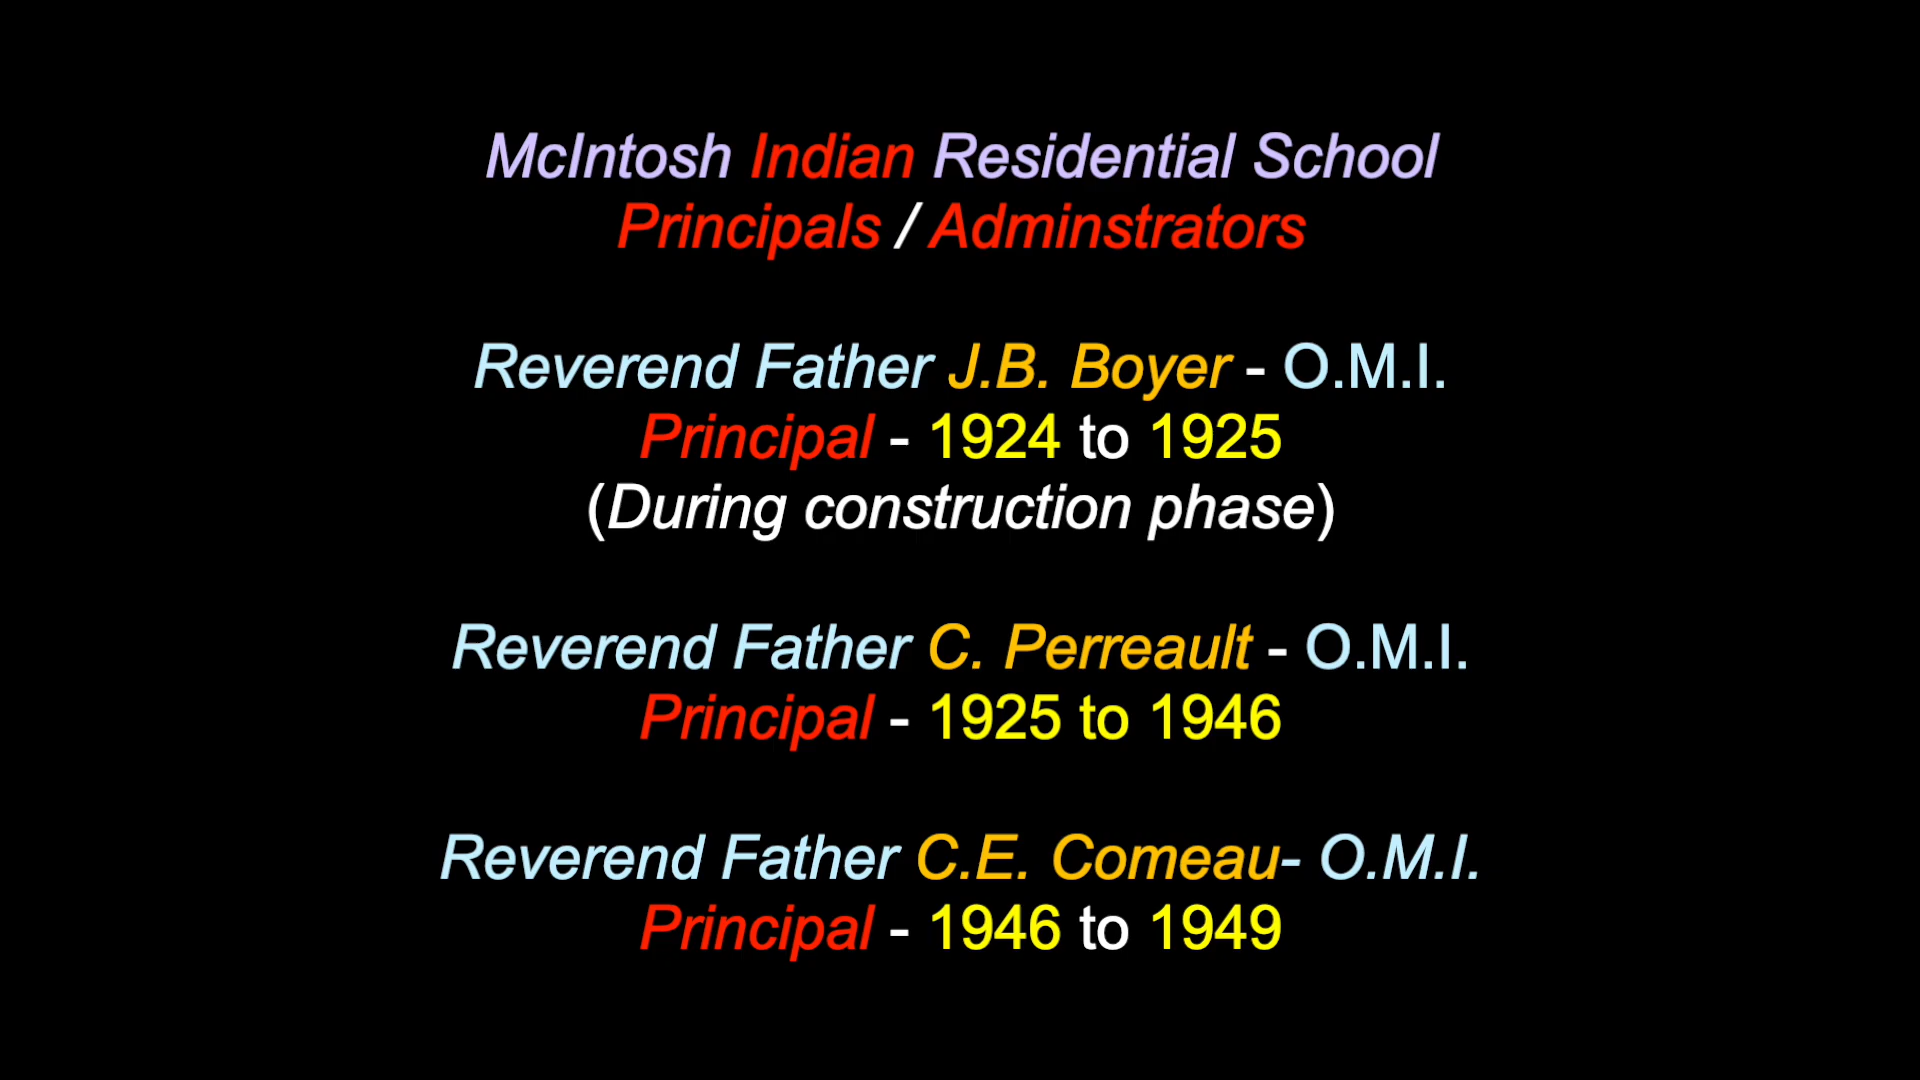 McIntosh Indian Residential School
Principals / Adminstrators
Reverend Father J.B. Boyer - O.M.I.
Principal - 1924 to 1925
(During construction phase)
Reverend Father C. Perreault - O.M.I.
Principal - 1925 to 1946
Reverend Father C.E. Comeau- O.M.I.
Principal - 1946 to 1949